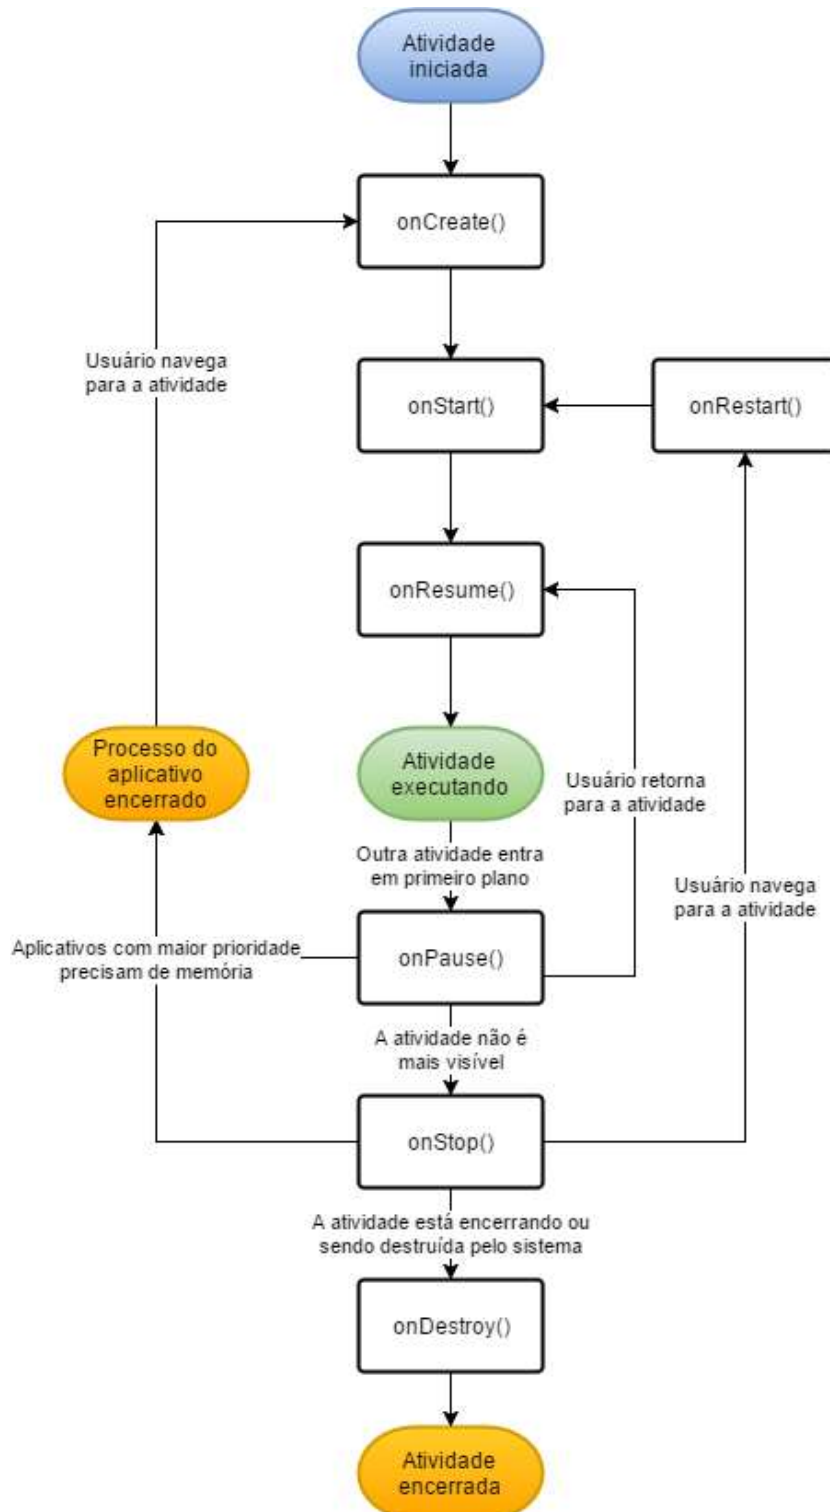 Atividade
iniciada
onCreate()
Usuário navega
para a atividade
onStart()
onRestart()
onResume()
Processo do
aplicativo
encerrado
Atividade
executando
Usuário retorna
para a atividade
Outra atividade entra
em primeiro plano
Usuário navega
para a atividade
Aplicativos com maior prioridade
precisam de memória
onPause()
A atividade não é
mais visível
onStop()
A atividade está encerrando ou
sendo destruída pelo sistema
onDestroy()
Atividade
encerrada